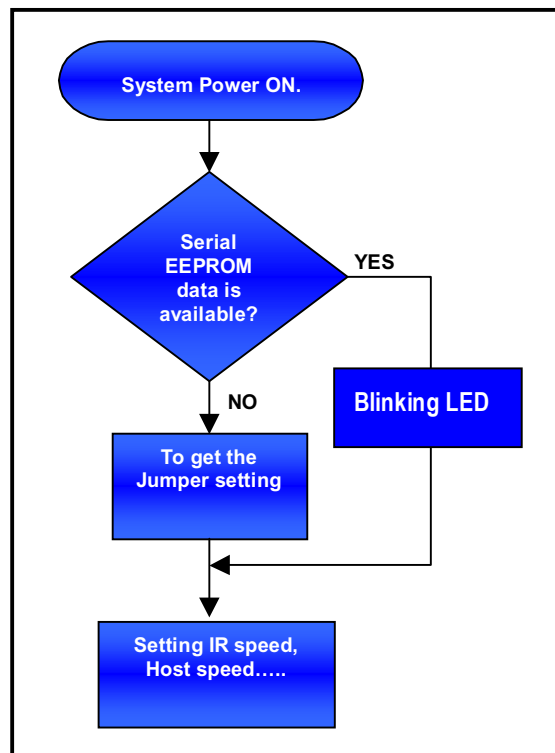 System Power ON.
Serial
EEPROM
data is
available?
YES
NO
Blinking LED
To get the
Jumper setting
Setting IR speed,
Host speed…..